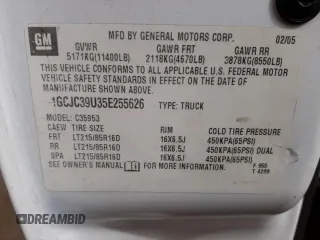 GM
MFD BY GENERAL MOTORS CORP.
02/05
GVWR GAWR FRT GAWR RR
5171KG(11400LB) 2118KG(4670LB) 3878KG(8550LB)
THIS VEHICLE CONFORMS TO ALL APPLICABLE U.S. FEDERAL MOTOR
VEHICLE SAFETY STANDARDS IN EFFECT ON THE DATE OF
MANUFACTURE SHOWN ABOVE.
1GCJC39U35E255626 TYPE: TRUCK
MODEL: C35953
CAEW TIRE SIZE RIM COLD TIRE PRESSURE
FRT LT215/85R16D 16X6.5J 450KPA(65PSI)
RR LT215/85R16D 16X6.5J 450KPA(65PSI) DUAL
SPA LT215/85R16D 16X6.5J 450KPA(65PSI)
SEE OWNER'S MANUAL FOR MORE INFORMATION
T 4299
DRIVEBIDMAX